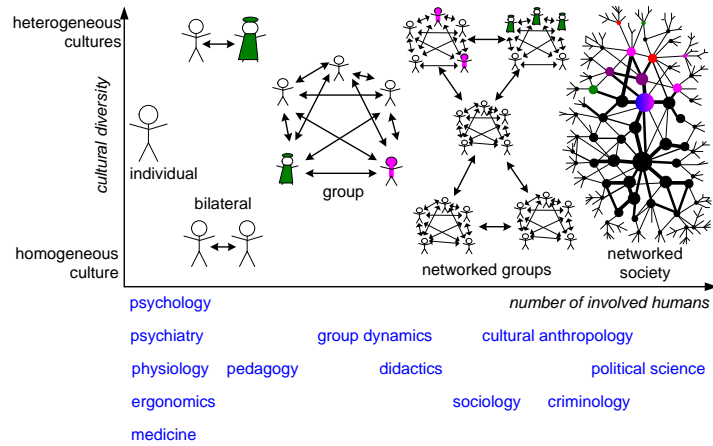 heterogeneous
cultures
cultural diversity
individual
bilateral
group
networked groups
networked
society
homogeneous
culture
number of involved humans
psychology
psychiatry
group dynamics
cultural anthropology
physiology
pedagogy
didactics
political science
ergonomics
sociology
criminology
medicine